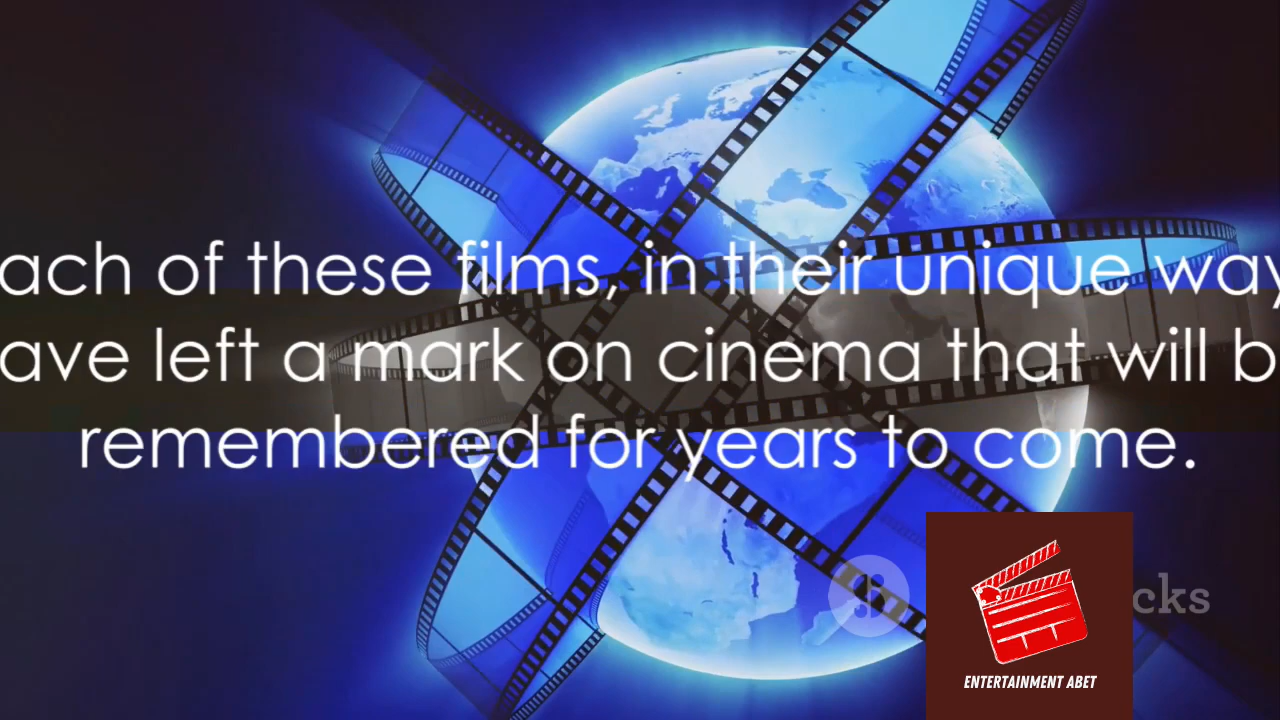 ach of these films, in their unique way
ave left a mark on cinema that will b
remembered for years to come.
cks
ENTERTAINMENT ABET